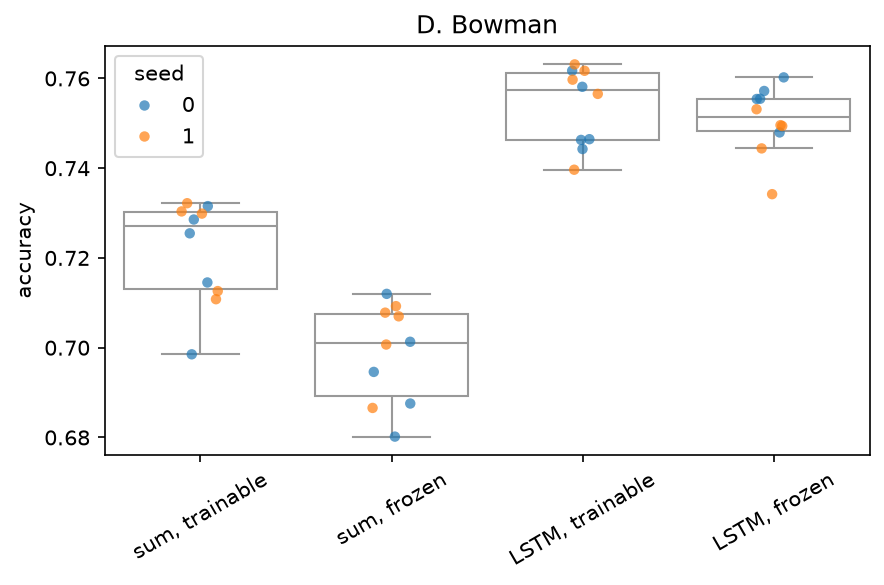 D. Bowman
accuracy
0.76
0.74
0.72
0.70
0.68
seed
0
1
sum, trainable
sum, frozen
LSTM, trainable
LSTM, frozen